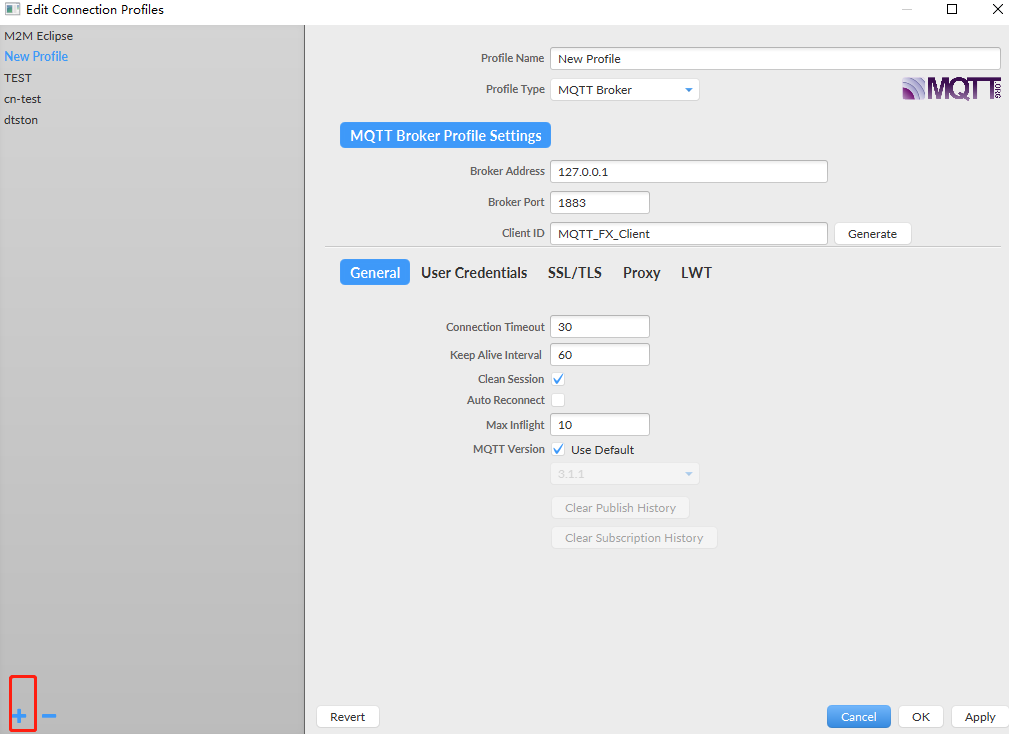 Edit Connection Profiles
M2M Eclipse
New Profile
TEST
cn-test
dtston
Profile Name New Profile
Profile Type MQTT Broker
MQTT.ORG
MQTT Broker Profile Settings
Broker Address 127.0.0.1
Broker Port 1883
Client ID MQTT_FX_Client Generate
General User Credentials SSL/TLS Proxy LWT
Connection Timeout 30
Keep Alive Interval 60
Clean Session
Auto Reconnect
Max Inflight 10
MQTT Version Use Default
3.1.1
Clear Publish History
Clear Subscription History
Revert Cancel OK Apply